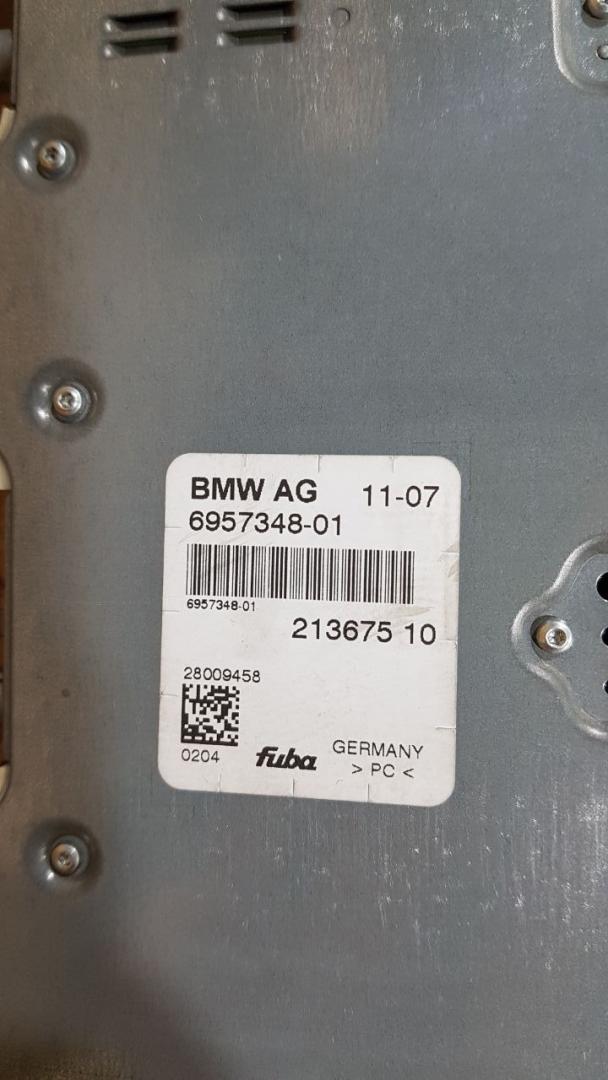 BMW AG 11-07
6957348-01
6957348-01
213675 10
28009458
0204 fuba GERMANY
> PC <